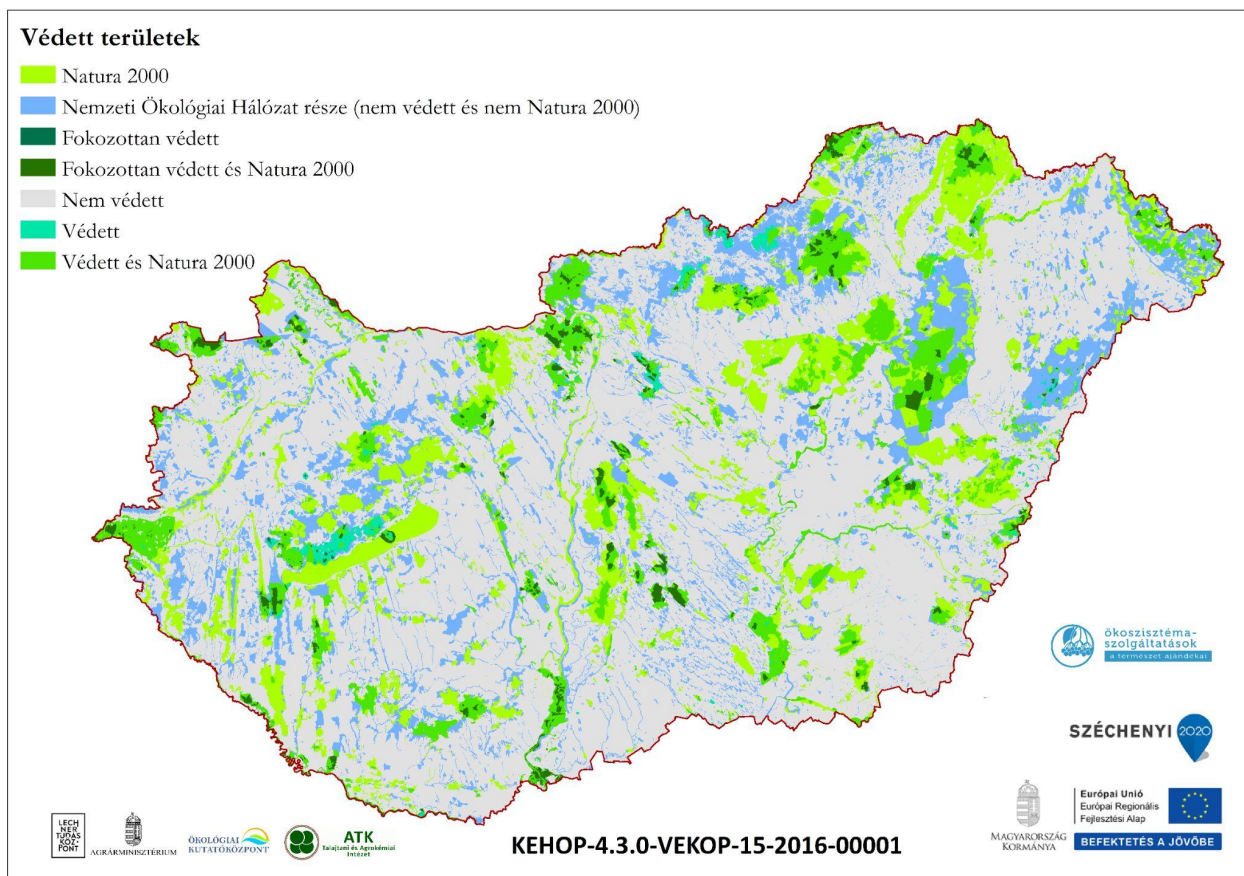 Védett területek
Natura 2000
Nemzeti Ökológiai Hálózat része (nem védett és nem Natura 2000)
Fokozottan védett
Fokozottan védett és Natura 2000
Nem védett
Védett
Védett és Natura 2000
ökoszisztéma-
szolgáltatások
a természet ajándékai
SZÉCHENYI 2020
LECH
NER
TUDÁS
KÖZ
PONT
AGRÁRMINISZTÉRIUM
ÖKOLÓGIAI
KUTATÓKÖZPONT
ATK
Talajtani és Agrokémiai
Intézet
KEHOP-4.3.0-VEKOP-15-2016-00001
MAGYARORSZÁG
KORMÁNYA
Európai Unió
Európai Regionális
Fejlesztési Alap
BEFEKTETÉS A JÖVŐBE